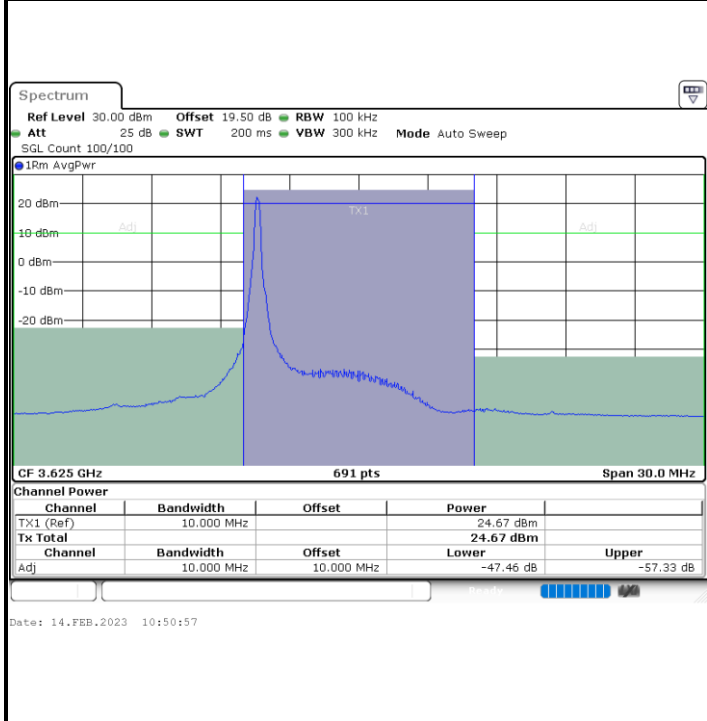 Spectrum
Ref Level 30.00 dBm Offset 19.50 dB RBW 100 kHz
Att 25 dB SWT 200 ms VBW 300 kHz Mode Auto Sweep
SGL Count 100/100
1Rm AvgPwr
20 dBm
TX1
Adj
Adj
10 dBm
0 dBm
-10 dBm
-20 dBm
CF 3.625 GHz 691 pts Span 30.0 MHz
Channel Power
Channel Bandwidth Offset Power
TX1 (Ref) 10.000 MHz 24.67 dBm
Tx Total 24.67 dBm
Channel Bandwidth Offset Lower Upper
Adj 10.000 MHz 10.000 MHz -47.46 dB -57.33 dB
Ready
Date: 14.FEB.2023 10:50:57